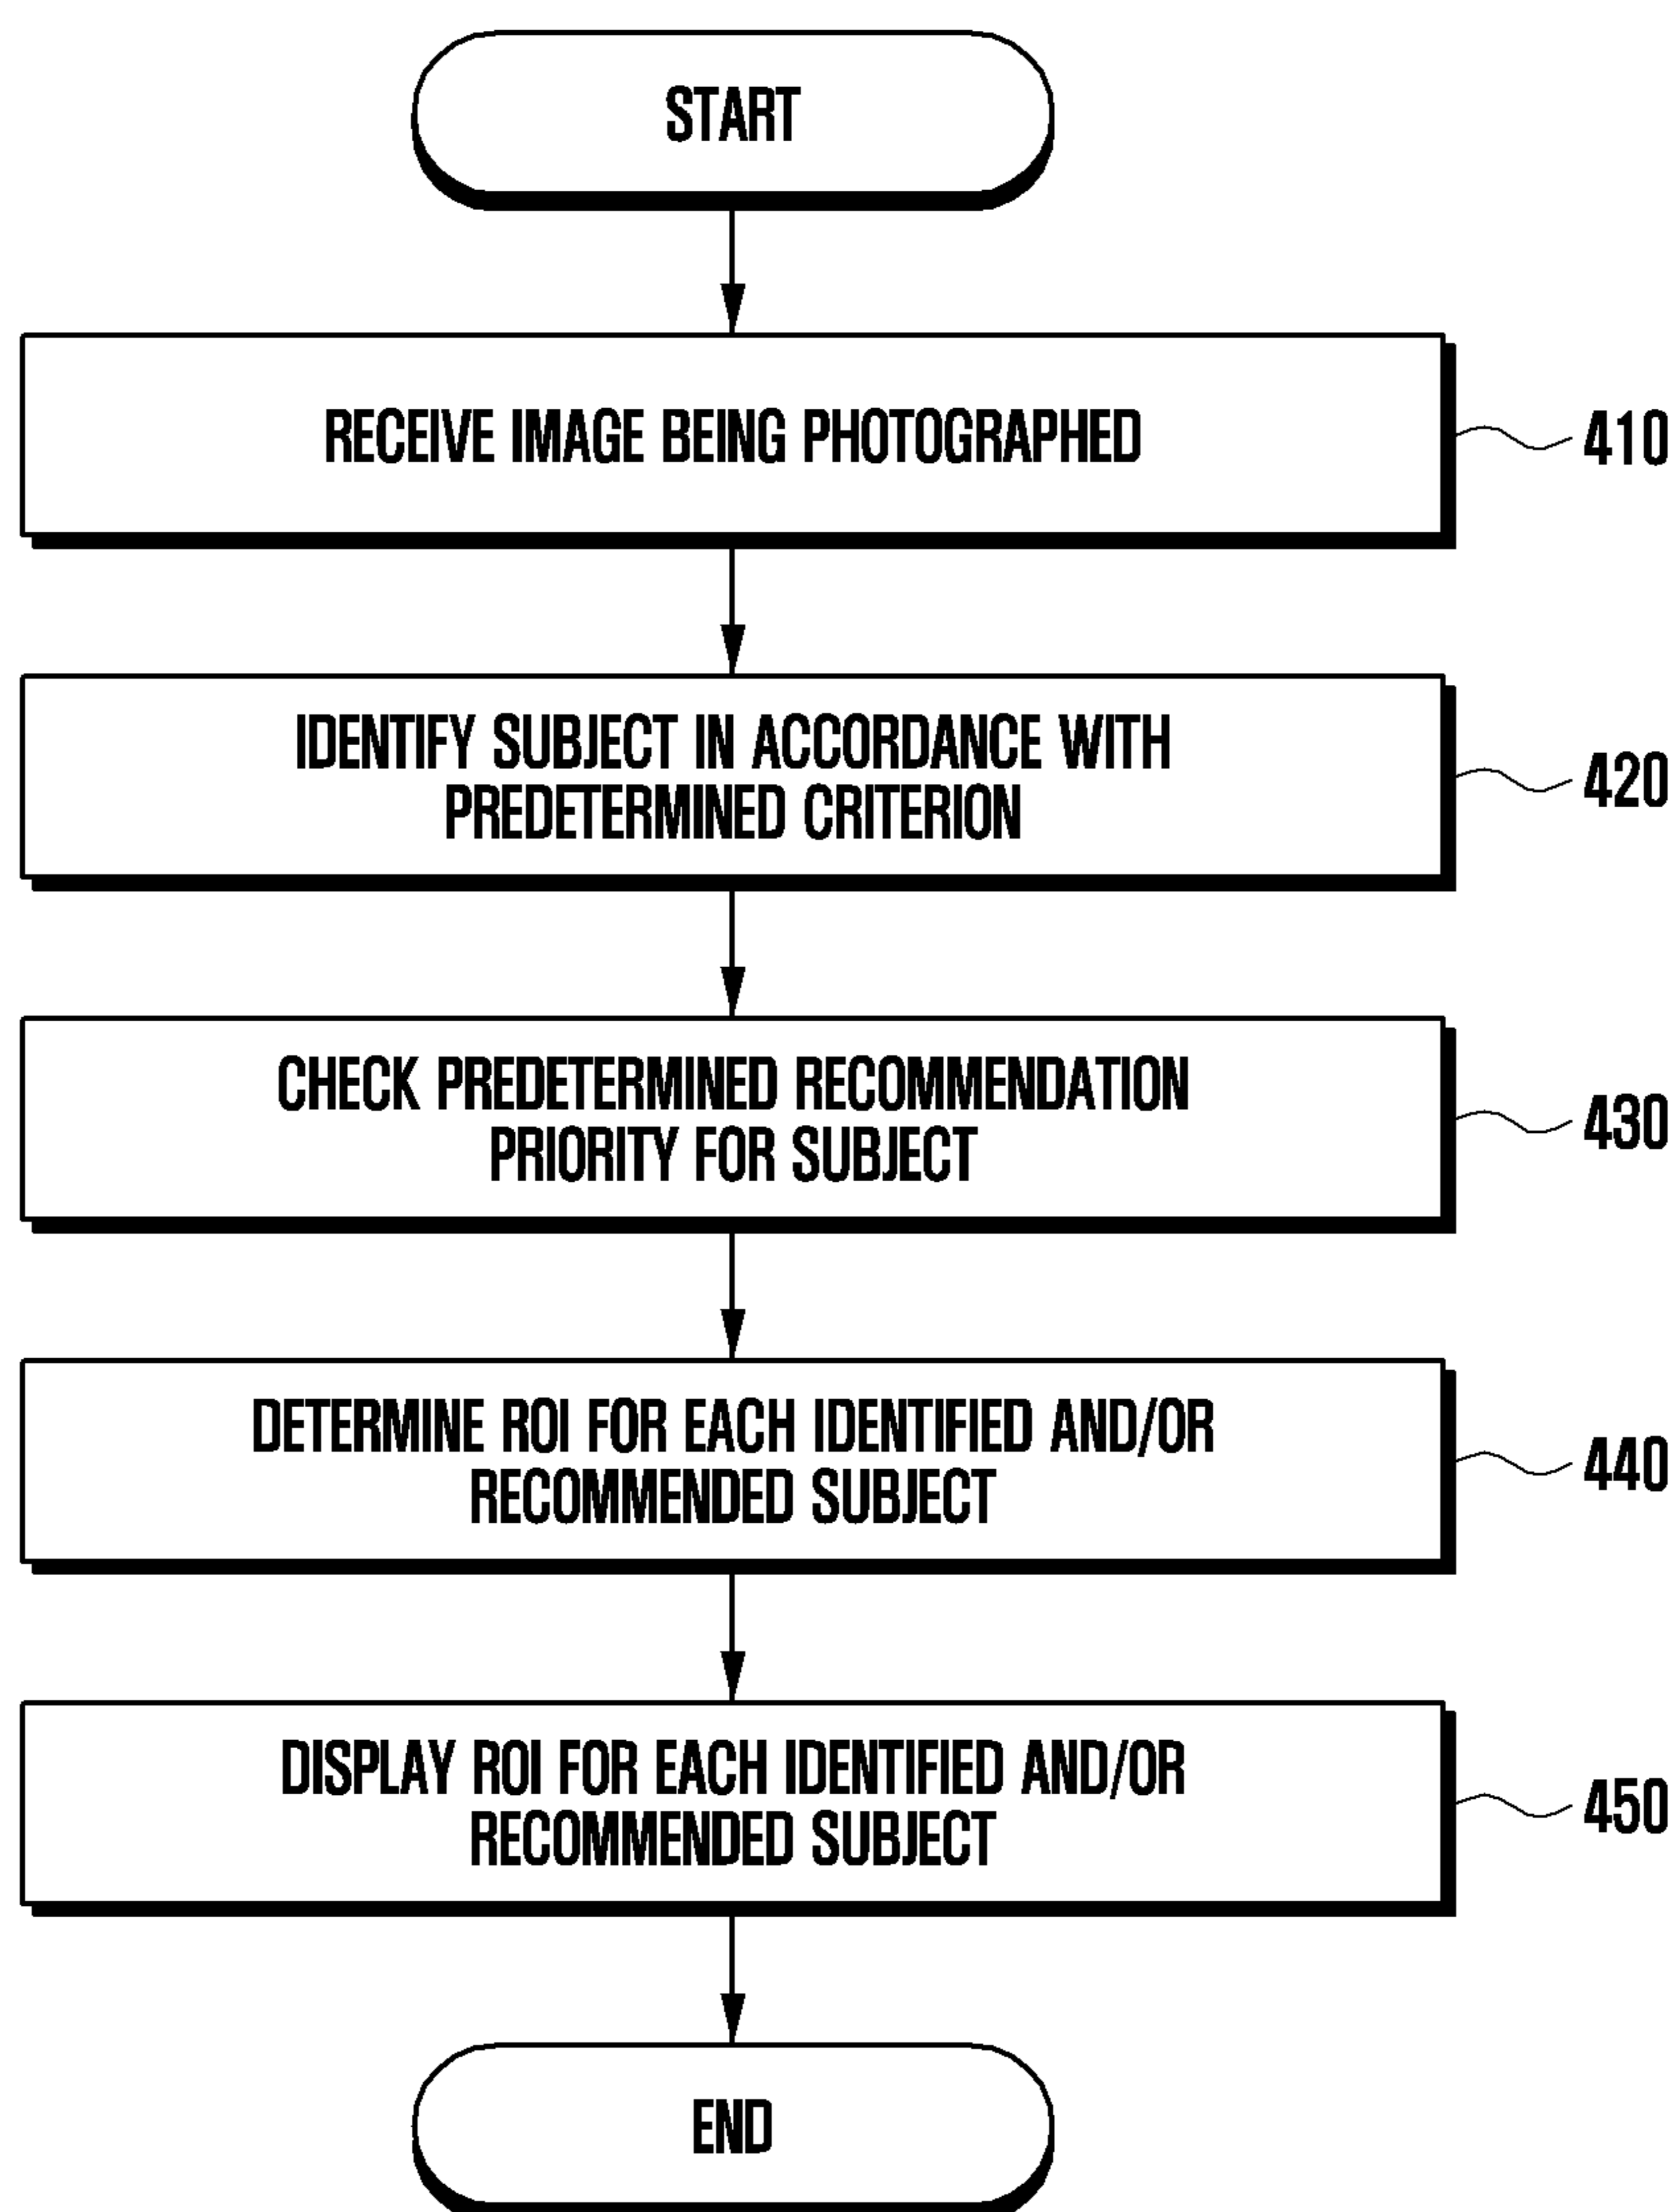 START
RECEIVE IMAGE BEING PHOTOGRAPHED
410
IDENTIFY SUBJECT IN ACCORDANCE WITH
PREDETERMINED CRITERION
420
CHECK PREDETERMINED RECOMMENDATION
PRIORITY FOR SUBJECT
430
DETERMINE ROI FOR EACH IDENTIFIED AND/OR
RECOMMENDED SUBJECT
440
DISPLAY ROI FOR EACH IDENTIFIED AND/OR
RECOMMENDED SUBJECT
450
END